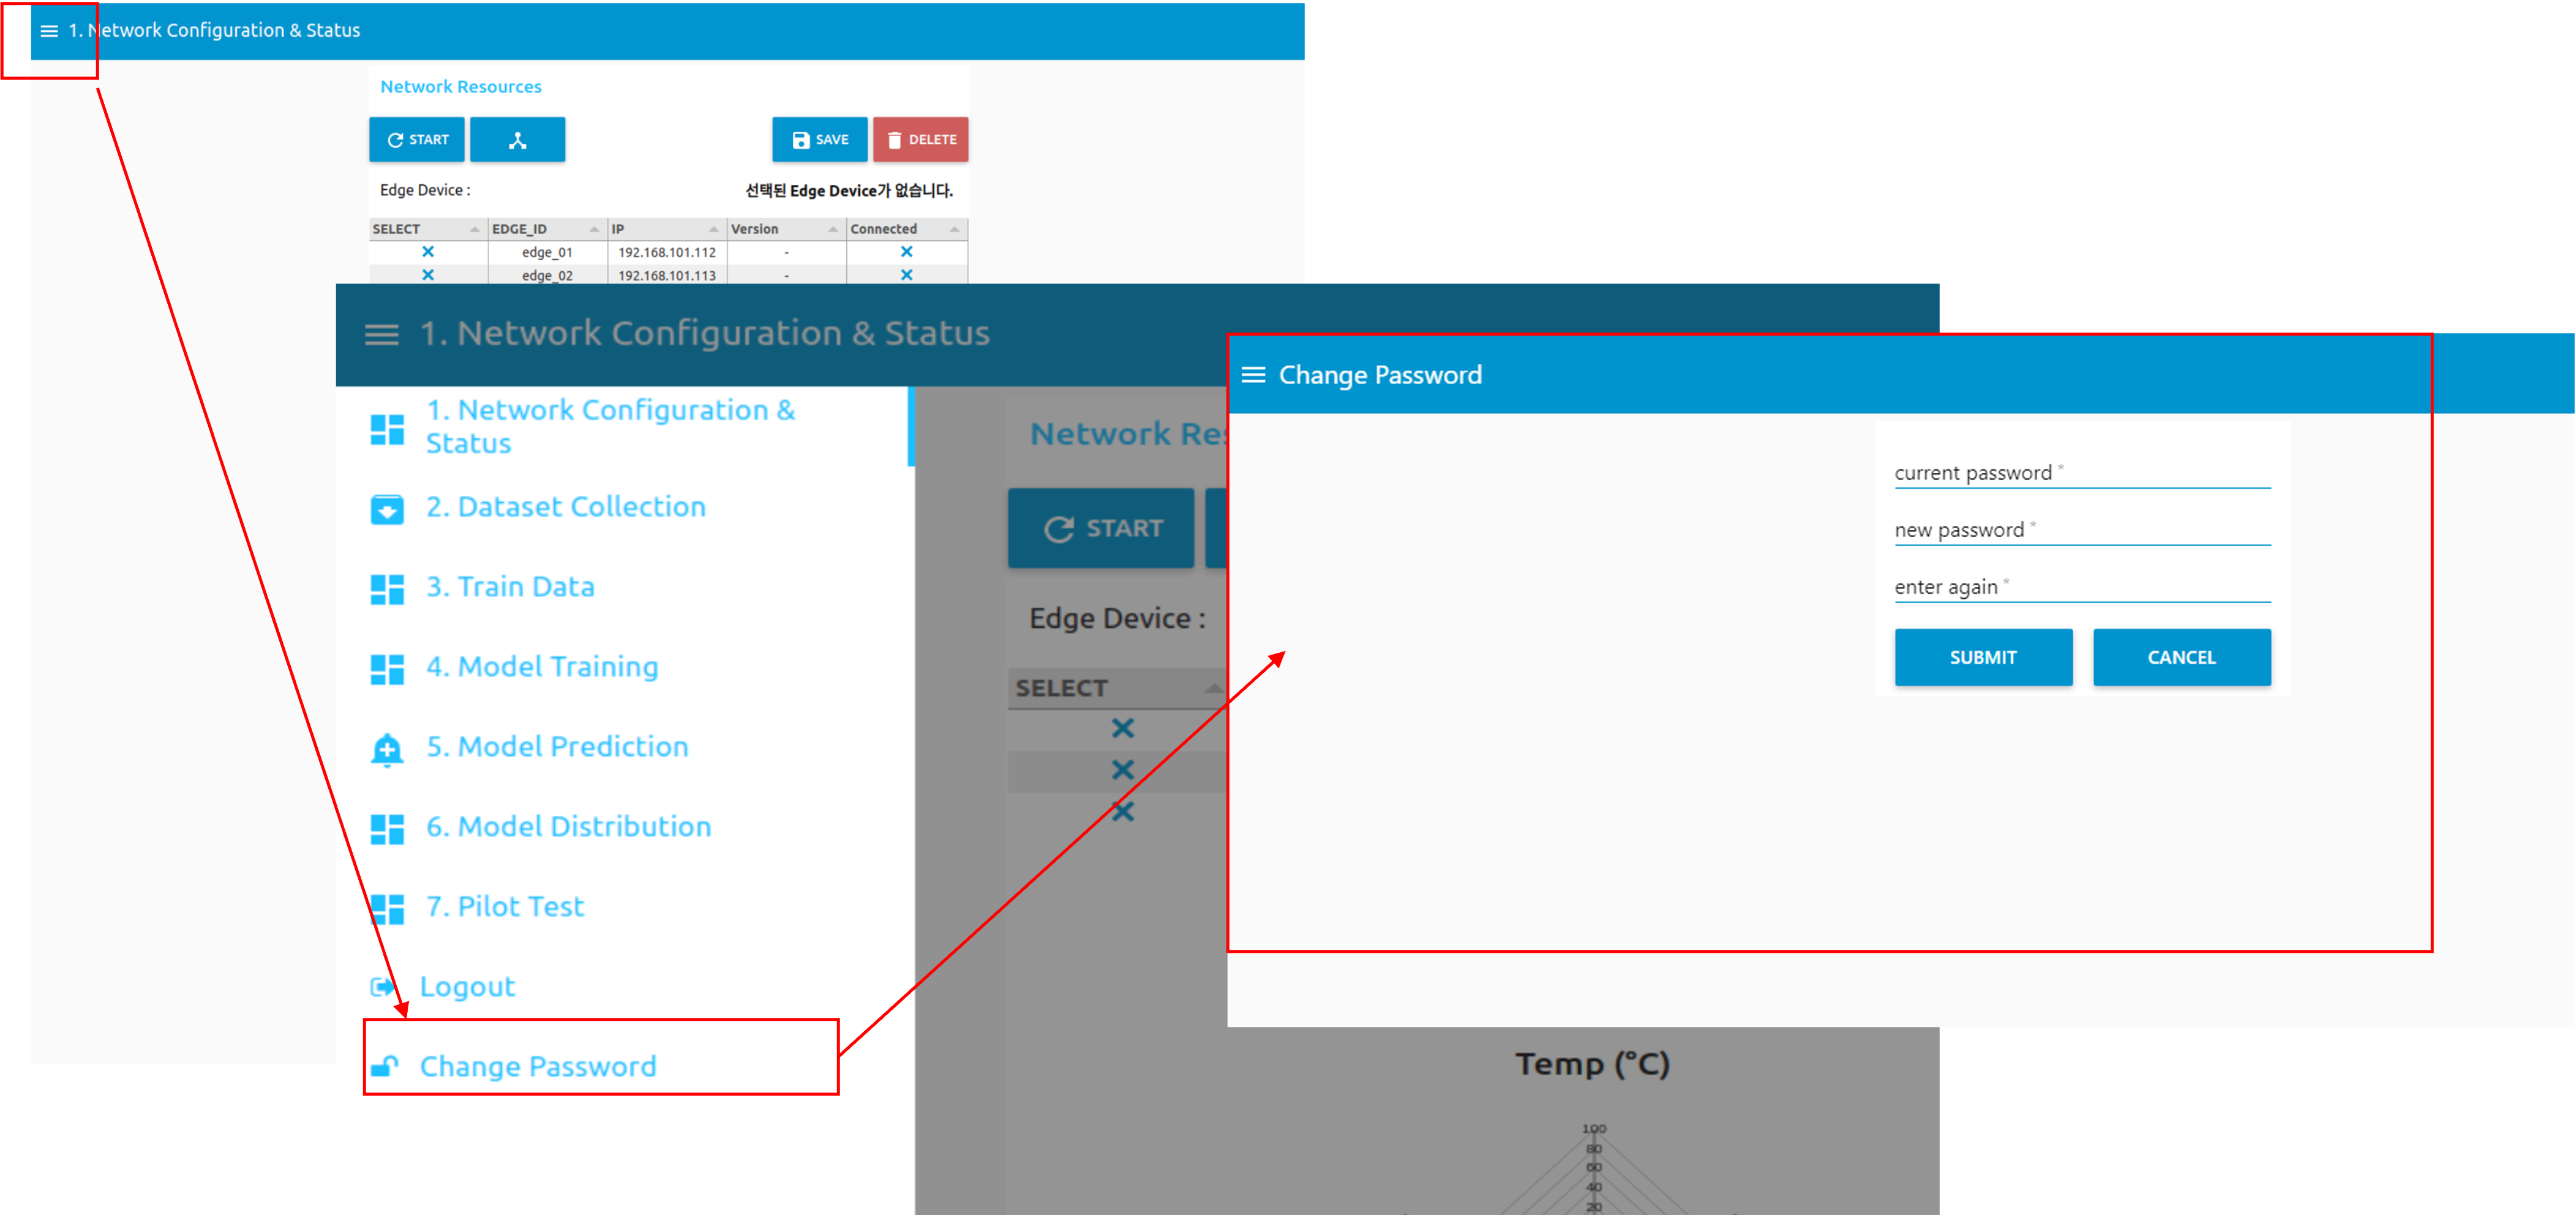 1. Network Configuration & Status
Network Resources
START
SAVE
DELETE
Edge Device :
선택된 Edge Device가 없습니다.
SELECT EDGE_ID IP Version Connected
edge_01 192.168.101.112 -
edge_02 192.168.101.113 -
1. Network Configuration & Status
1. Network Configuration &
Status
2. Dataset Collection
3. Train Data
4. Model Training
5. Model Prediction
6. Model Distribution
7. Pilot Test
Logout
Change Password
Network Res
START
Edge Device :
SELECT
Temp (°C)
100
80
60
40
20
Change Password
current password *
new password *
enter again *
SUBMIT
CANCEL